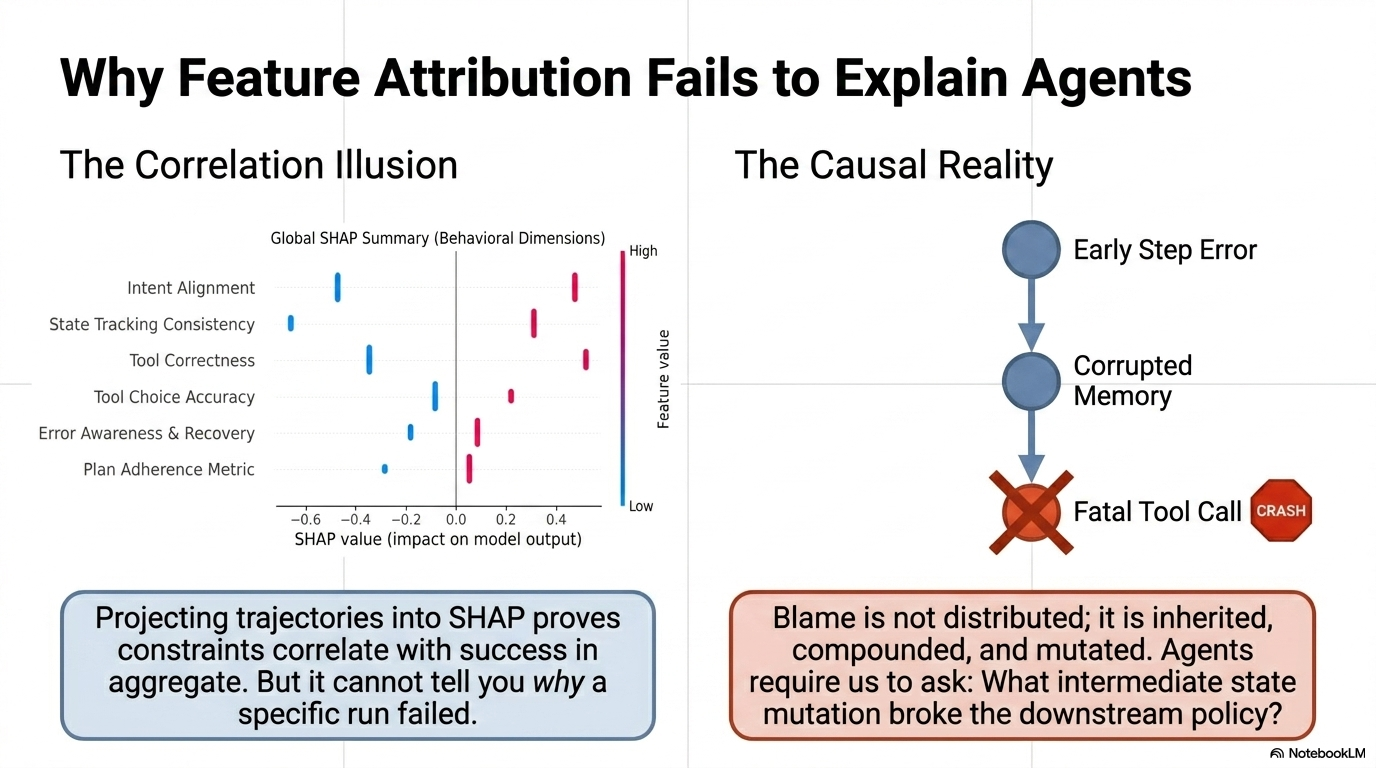 Why Feature Attribution Fails to Explain Agents
The Correlation Illusion
Global SHAP Summary (Behavioral Dimensions)
High
Intent Alignment
State Tracking Consistency
Tool Correctness
Tool Choice Accuracy
Error Awareness & Recovery
Plan Adherence Metric
Feature value
Low
−0.6 −0.4 −0.2 0.0 0.2 0.4
SHAP value (impact on model output)
Projecting trajectories into SHAP proves
constraints correlate with success in
aggregate. But it cannot tell you why a
specific run failed.
The Causal Reality
Early Step Error
Corrupted
Memory
Fatal Tool Call
CRASH
Blame is not distributed; it is inherited,
compounded, and mutated. Agents
require us to ask: What intermediate state
mutation broke the downstream policy?
NotebookLM